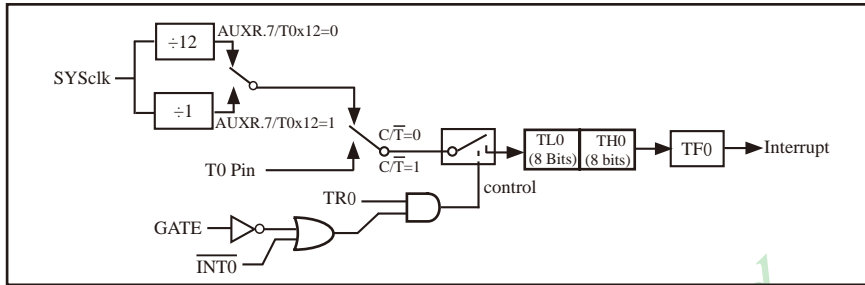 ÷12
AUXR.7/T0x12=0
SYSclk
÷1
AUXR.7/T0x12=1
C/T̅=0
C/T̅=1
T0 Pin
TL0
(8 Bits)
TH0
(8 bits)
TF0
Interrupt
control
TR0
GATE
I̅N̅T̅0̅